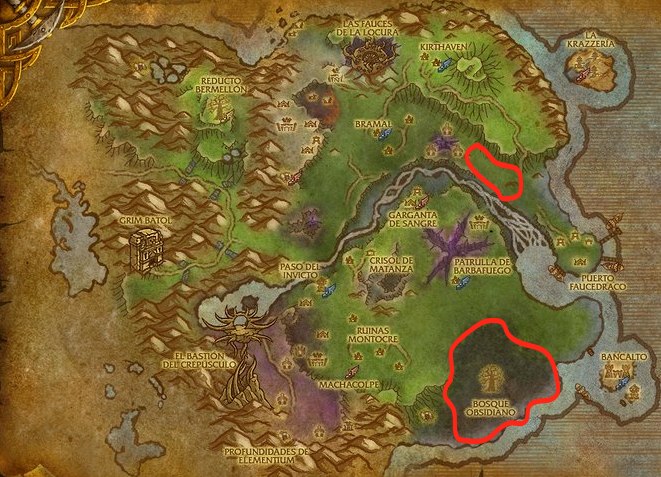 LAS FAUCES
DE LA LOCURA
KIRTHAVEN
LA
KRAZZERÍA
REDUCTO
BERMELLÓN
BRAMAL
GRIM BATOL
GARGANTA
DE SANGRE
PASO DEL
INVICTO
CRISOL DE
MATANZA
PATRULLA DE
BARBAFUEGO
PUERTO
FAUCEDRACO
RUINAS
MONTOCRE
EL BASTIÓN
DEL CREPÚSCULO
MACHACOLPE
BANCALTO
BOSQUE
OBSIDIANO
PROFUNDIDADES DE
ELEMENTIUM